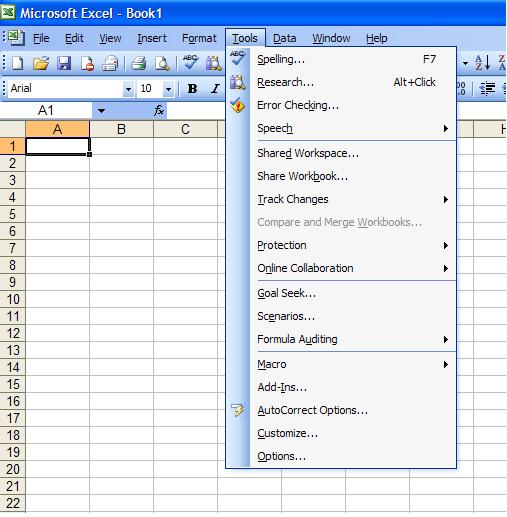 Microsoft Excel - Book1
File Edit View Insert Format Tools Data Window Help
Arial 10 B I
A1 fx
A B C H
1
2
3
4
5
6
7
8
9
10
11
12
13
14
15
16
17
18
19
20
21
22
Spelling... F7
Research... Alt+Click
Error Checking...
Speech
Shared Workspace...
Share Workbook...
Track Changes
Compare and Merge Workbooks...
Protection
Online Collaboration
Goal Seek...
Scenarios...
Formula Auditing
Macro
Add-Ins...
AutoCorrect Options...
Customize...
Options...